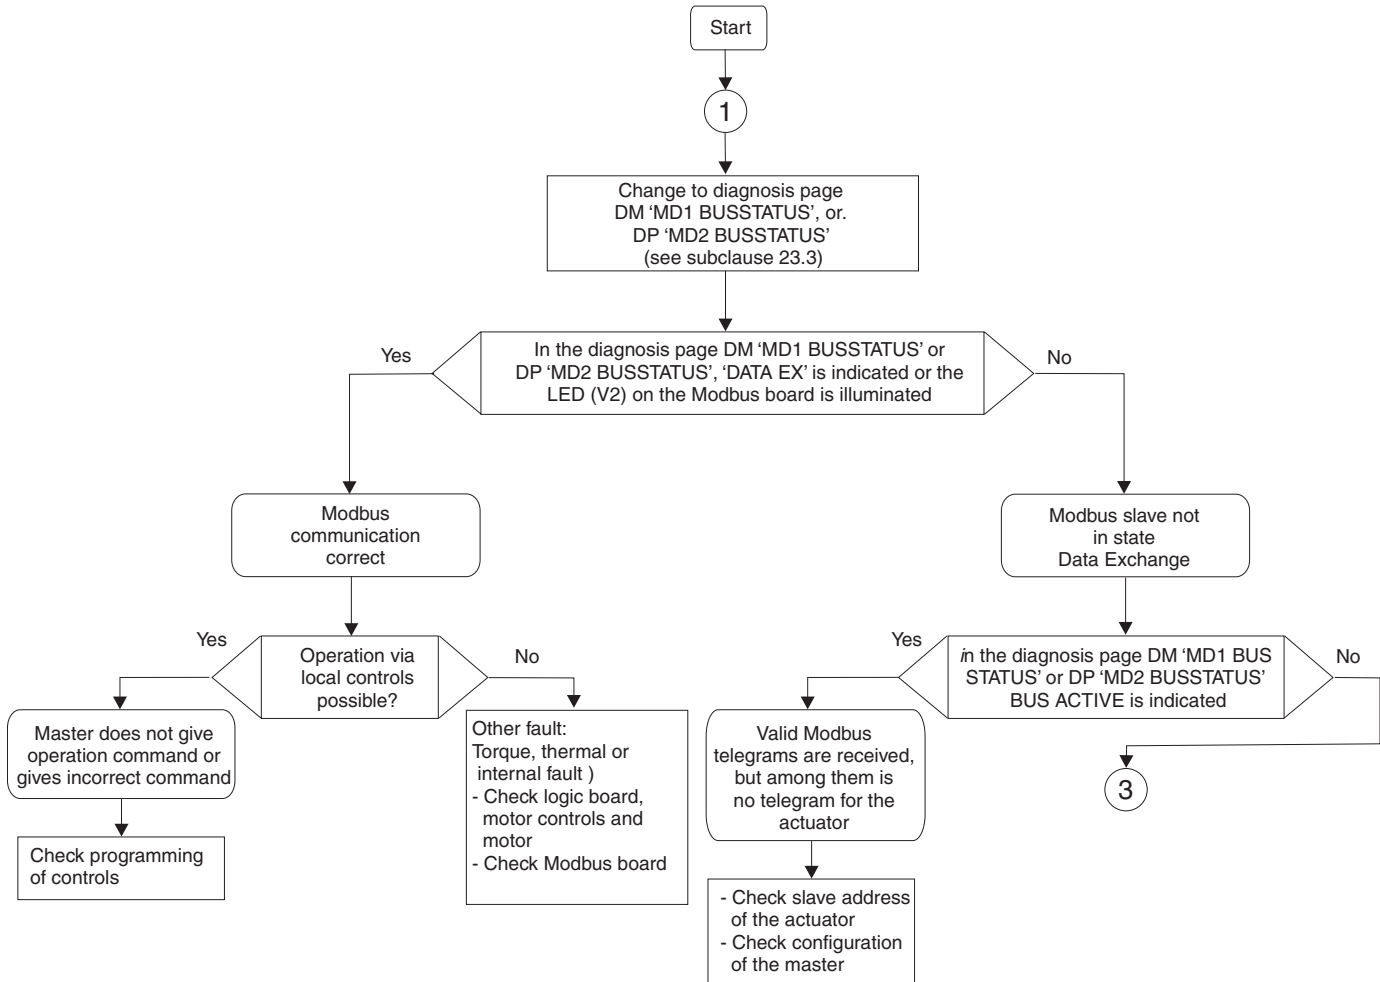 Start
1
Change to diagnosis page
DM ‘MD1 BUSSTATUS’, or.
DP ‘MD2 BUSSTATUS’
(see subclause 23.3)
Yes
In the diagnosis page DM ‘MD1 BUSSTATUS’ or
DP ‘MD2 BUSSTATUS’, ‘DATA EX’ is indicated or the
LED (V2) on the Modbus board is illuminated
No
Modbus
communication
correct
Modbus slave not
in state
Data Exchange
Yes
Operation via
local controls
possible?
No
Yes
in the diagnosis page DM ‘MD1 BUS
STATUS’ or DP ‘MD2 BUSSTATUS’
BUS ACTIVE is indicated
No
Master does not give
operation command or
gives incorrect command
Other fault:
Torque, thermal or
internal fault )
- Check logic board,
motor controls and
motor
- Check Modbus board
Valid Modbus
telegrams are received,
but among them is
no telegram for the
actuator
3
Check programming
of controls
- Check slave address
of the actuator
- Check configuration
of the master